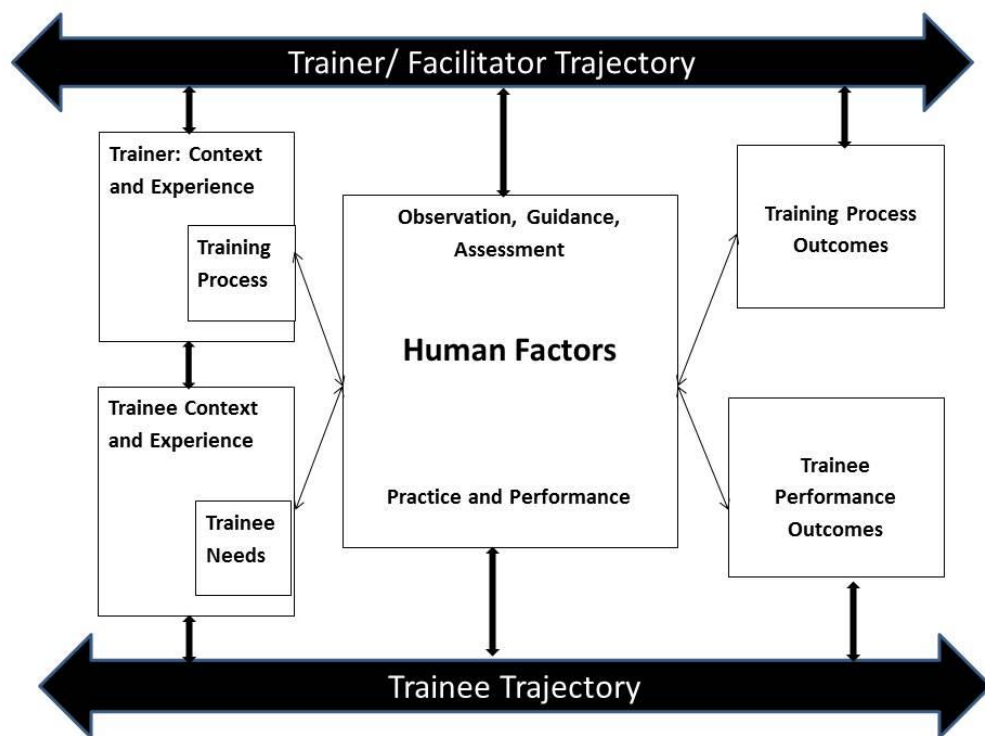 Trainer/ Facilitator Trajectory
Trainer: Context
and Experience
Training
Process
Trainee Context
and Experience
Trainee
Needs
Observation, Guidance,
Assessment
Human Factors
Practice and Performance
Training Process
Outcomes
Trainee
Performance
Outcomes
Trainee Trajectory